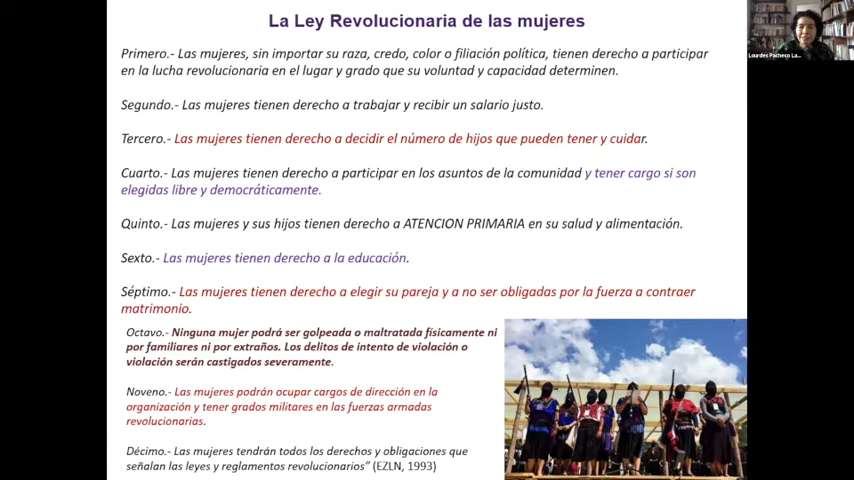 La Ley Revolucionaria de las mujeres
Lourdes Pacheco La...
Primero.- Las mujeres, sin importar su raza, credo, color o filiación política, tienen derecho a participar
en la lucha revolucionaria en el lugar y grado que su voluntad y capacidad determinen.
Segundo.- Las mujeres tienen derecho a trabajar y recibir un salario justo.
Tercero.- Las mujeres tienen derecho a decidir el número de hijos que pueden tener y cuidar.
Cuarto.- Las mujeres tienen derecho a participar en los asuntos de la comunidad y tener cargo si son
elegidas libre y democráticamente.
Quinto.- Las mujeres y sus hijos tienen derecho a ATENCION PRIMARIA en su salud y alimentación.
Sexto.- Las mujeres tienen derecho a la educación.
Séptimo.- Las mujeres tienen derecho a elegir su pareja y a no ser obligadas por la fuerza a contraer
matrimonio.
Octavo.- Ninguna mujer podrá ser golpeada o maltratada físicamente ni
por familiares ni por extraños. Los delitos de intento de violación o
violación serán castigados severamente.
Noveno.- Las mujeres podrán ocupar cargos de dirección en la
organización y tener grados militares en las fuerzas armadas
revolucionarias.
Décimo.- Las mujeres tendrán todos los derechos y obligaciones que
señalan las leyes y reglamentos revolucionarios” (EZLN, 1993)